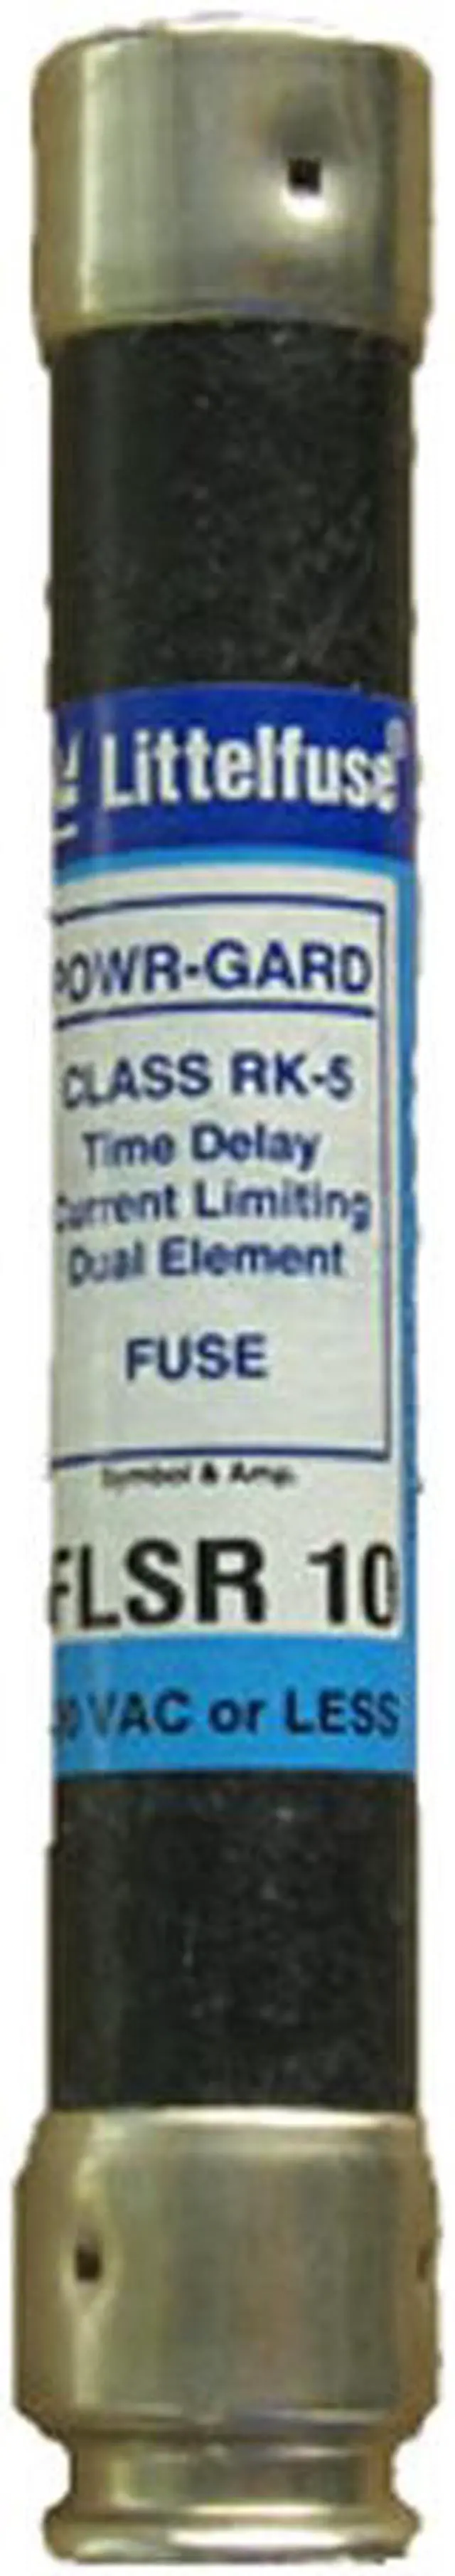 Littelfuse®
POWR-GARD
CLASS RK-5
Time Delay
Current Limiting
Dual Element
FUSE
Symbol & Amp.
FLSR 10
VAC or LESS